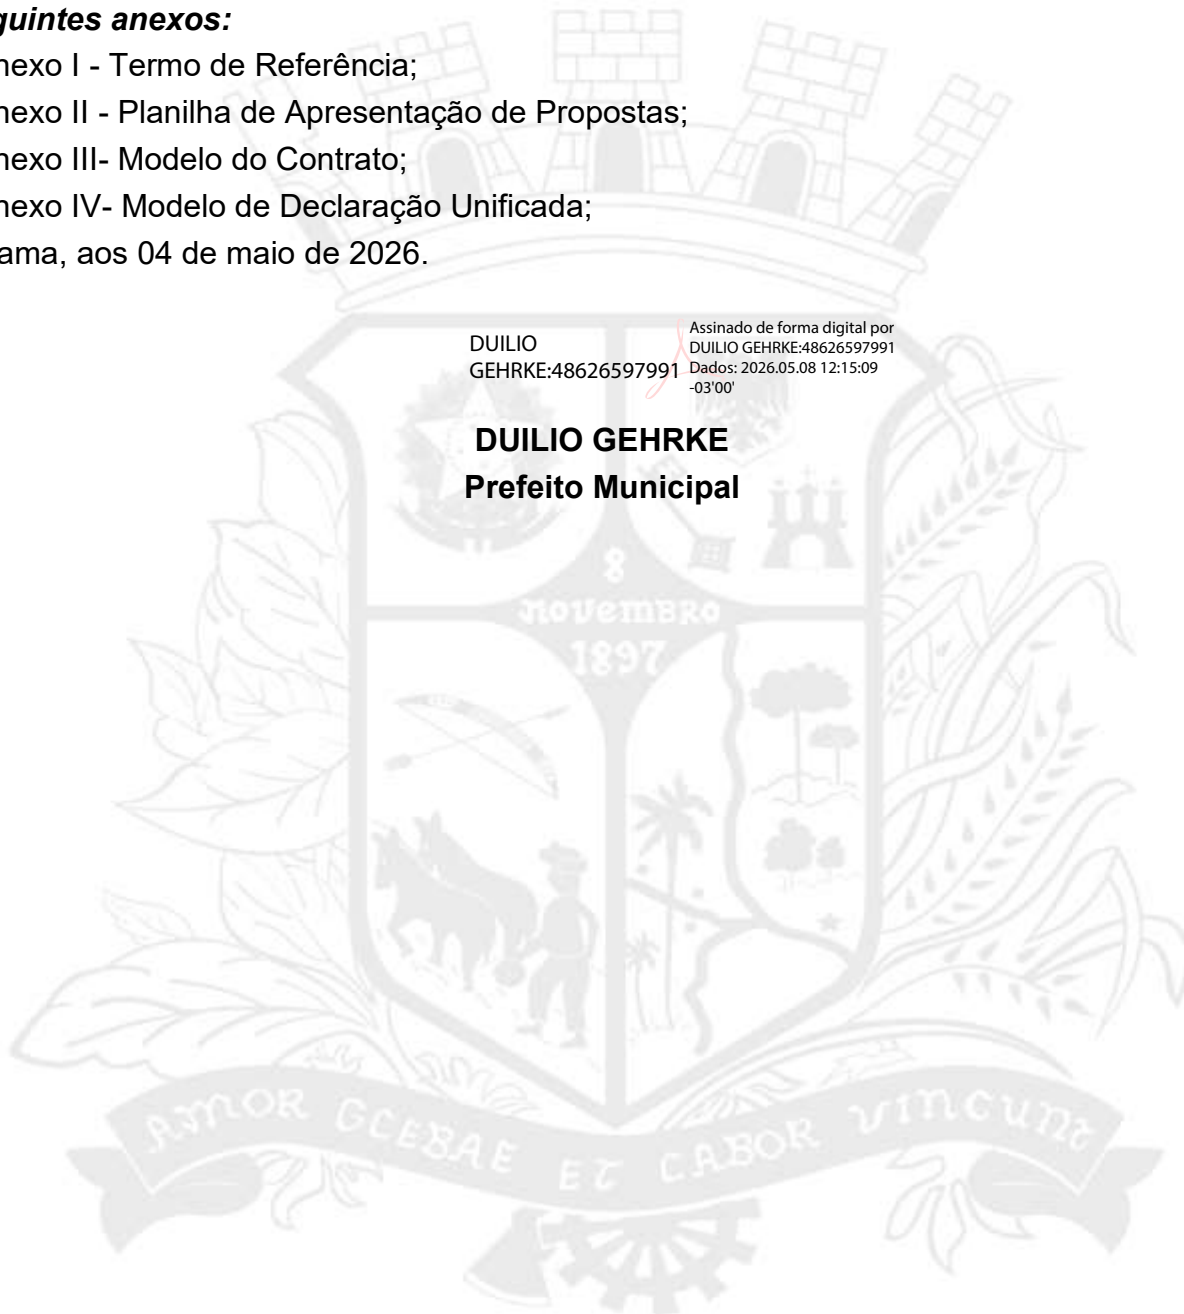 guintes anexos:
nexo I - Termo de Referência;
nexo II - Planilha de Apresentação de Propostas;
nexo III- Modelo do Contrato;
nexo IV- Modelo de Declaração Unificada;
ama, aos 04 de maio de 2026.
DUILIO
GEHRKE:48626597991
Assinado de forma digital por
DUILIO GEHRKE:48626597991
Dados: 2026.05.08 12:15:09
-03'00'
DUILIO GEHRKE
Prefeito Municipal
8
NOVEMBRO
1897
AMOR GLEBAE ET LABOR VINCUNT